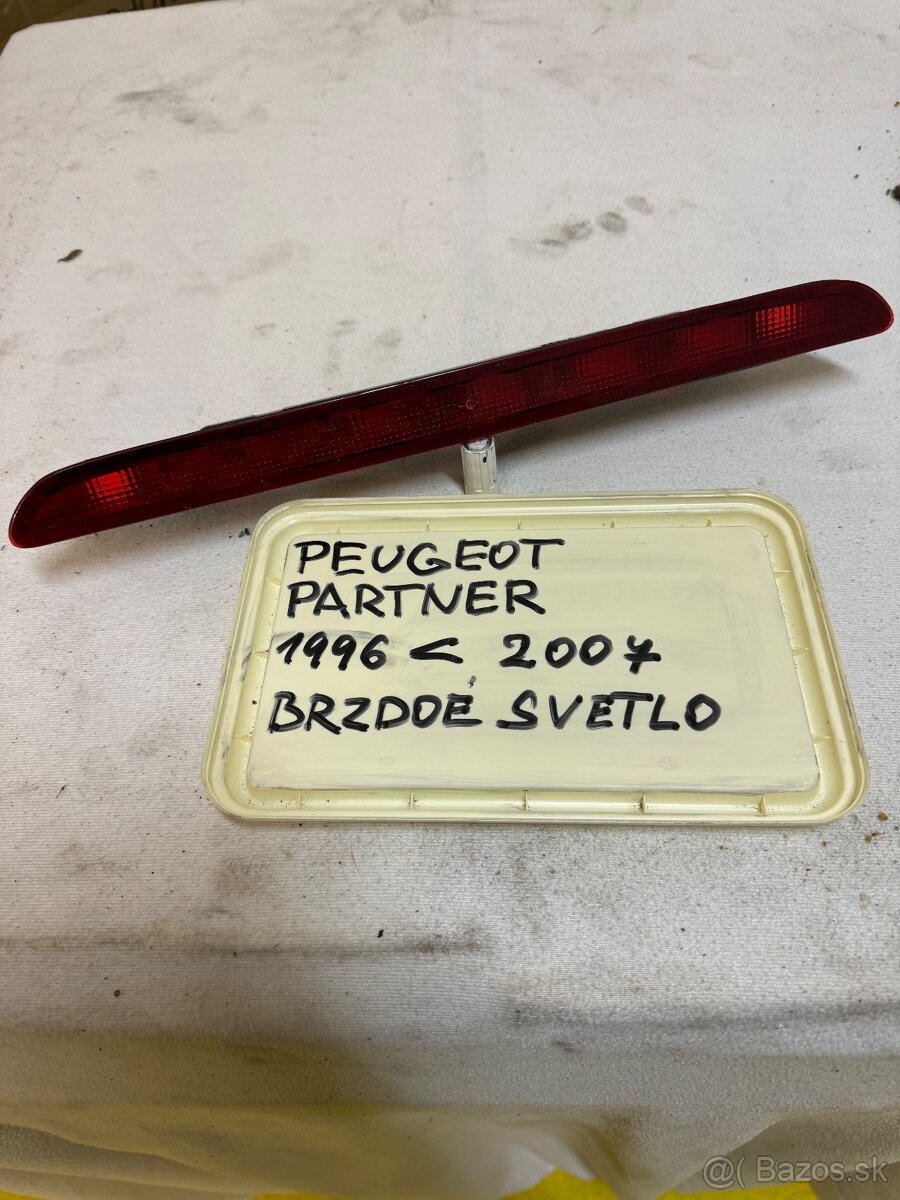 PEUGEOT
PARTNER
1996 < 2007
BRZDOÉ SVETLO
@( Bazos.sk